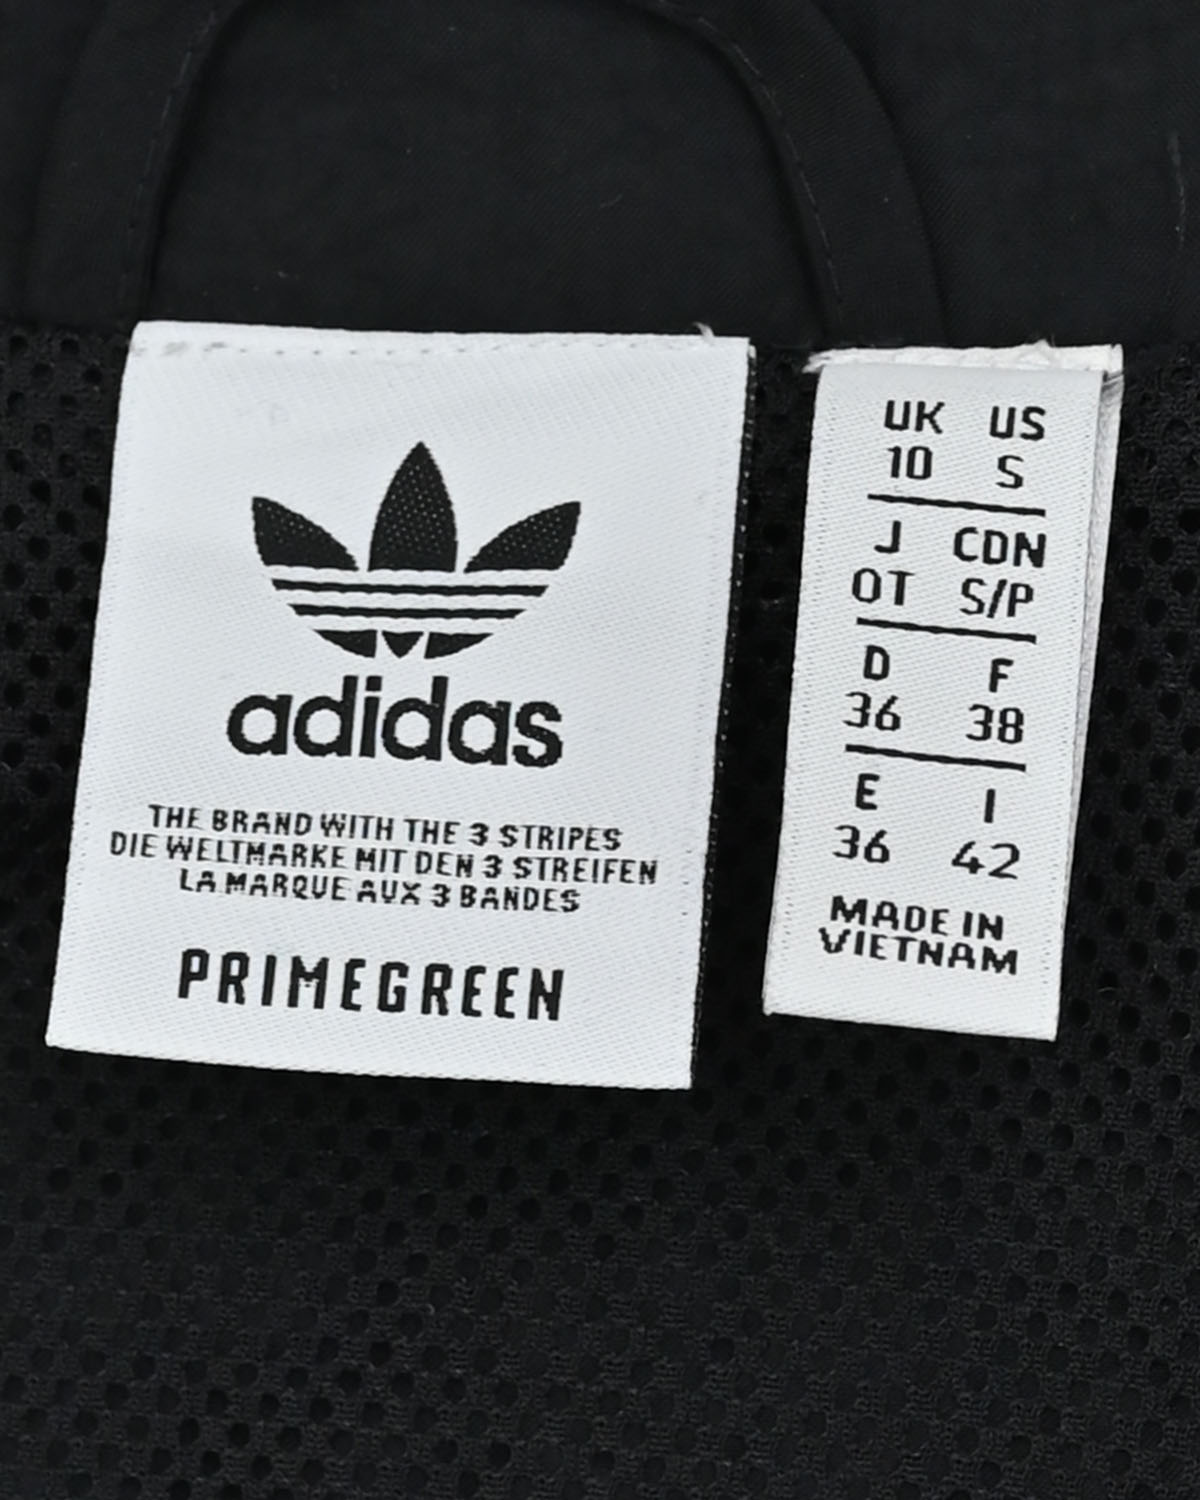 adidas
THE BRAND WITH THE 3 STRIPES
DIE WELTMARKE MIT DEN 3 STREIFEN
LA MARQUE AUX 3 BANDES
PRIMEGREEN
UK US
10 S
J CDN
OT S/P
D F
36 38
E I
36 42
MADE IN
VIETNAM